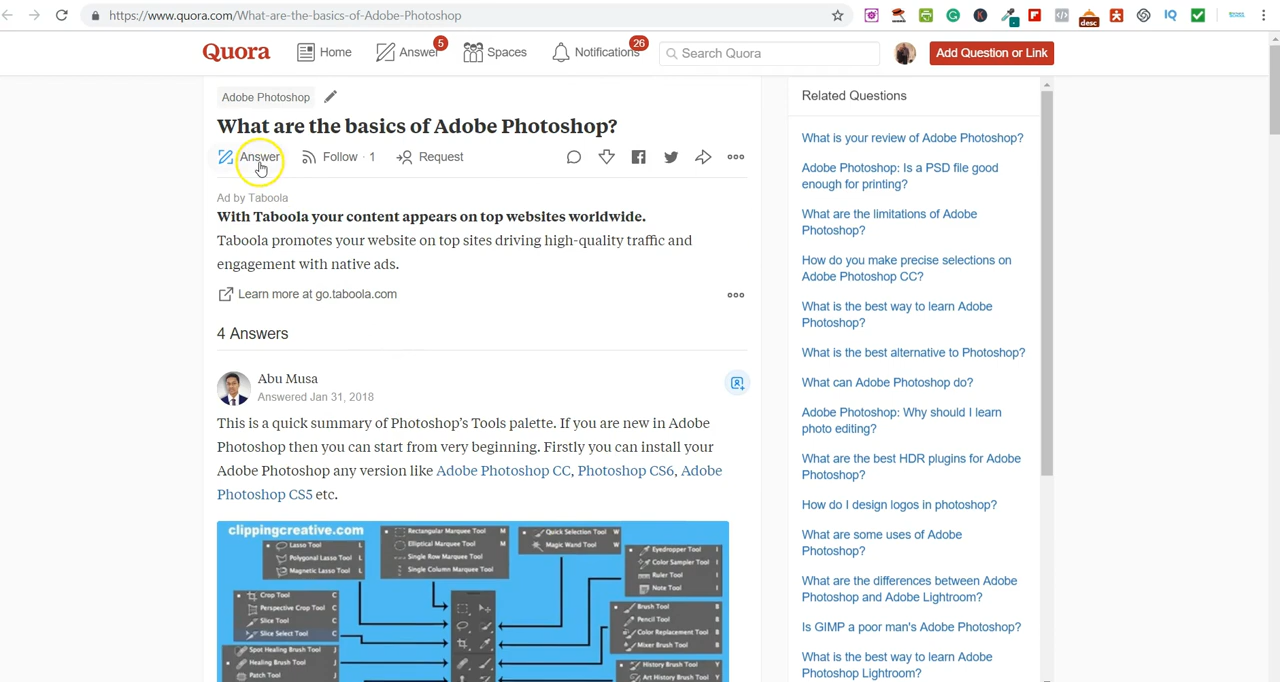 https://www.quora.com/What-are-the-basics-of-Adobe-Photoshop
desc
IQ
Quora
Home
Answer
5
Spaces
Notifications
26
Search Quora
Add Question or Link
Adobe Photoshop
What are the basics of Adobe Photoshop?
Answer
Follow · 1
Request
Ad by Taboola
With Taboola your content appears on top websites worldwide.
Taboola promotes your website on top sites driving high-quality traffic and
engagement with native ads.
Learn more at go.taboola.com
4 Answers
Abu Musa
Answered Jan 31, 2018
This is a quick summary of Photoshop's Tools palette. If you are new in Adobe
Photoshop then you can start from very beginning. Firstly you can install your
Adobe Photoshop any version like Adobe Photoshop CC, Photoshop CS6, Adobe
Photoshop CS5 etc.
clippingcreative.com
Lasso Tool L
Polygonal Lasso Tool L
Magnetic Lasso Tool L
Rectangular Marquee Tool M
Elliptical Marquee Tool M
Single Row Marquee Tool
Single Column Marquee Tool
Quick Selection Tool W
Magic Wand Tool W
Eyedropper Tool I
Color Sampler Tool I
Ruler Tool I
Note Tool I
Crop Tool C
Perspective Crop Tool C
Slice Tool C
Slice Select Tool C
Brush Tool B
Pencil Tool B
Color Replacement Tool B
Mixer Brush Tool B
Spot Healing Brush Tool J
Healing Brush Tool J
Patch Tool J
History Brush Tool Y
Art History Brush Tool Y
Related Questions
What is your review of Adobe Photoshop?
Adobe Photoshop: Is a PSD file good
enough for printing?
What are the limitations of Adobe
Photoshop?
How do you make precise selections on
Adobe Photoshop CC?
What is the best way to learn Adobe
Photoshop?
What is the best alternative to Photoshop?
What can Adobe Photoshop do?
Adobe Photoshop: Why should I learn
photo editing?
What are the best HDR plugins for Adobe
Photoshop?
How do I design logos in photoshop?
What are some uses of Adobe
Photoshop?
What are the differences between Adobe
Photoshop and Adobe Lightroom?
Is GIMP a poor man's Adobe Photoshop?
What is the best way to learn Adobe
Photoshop Lightroom?